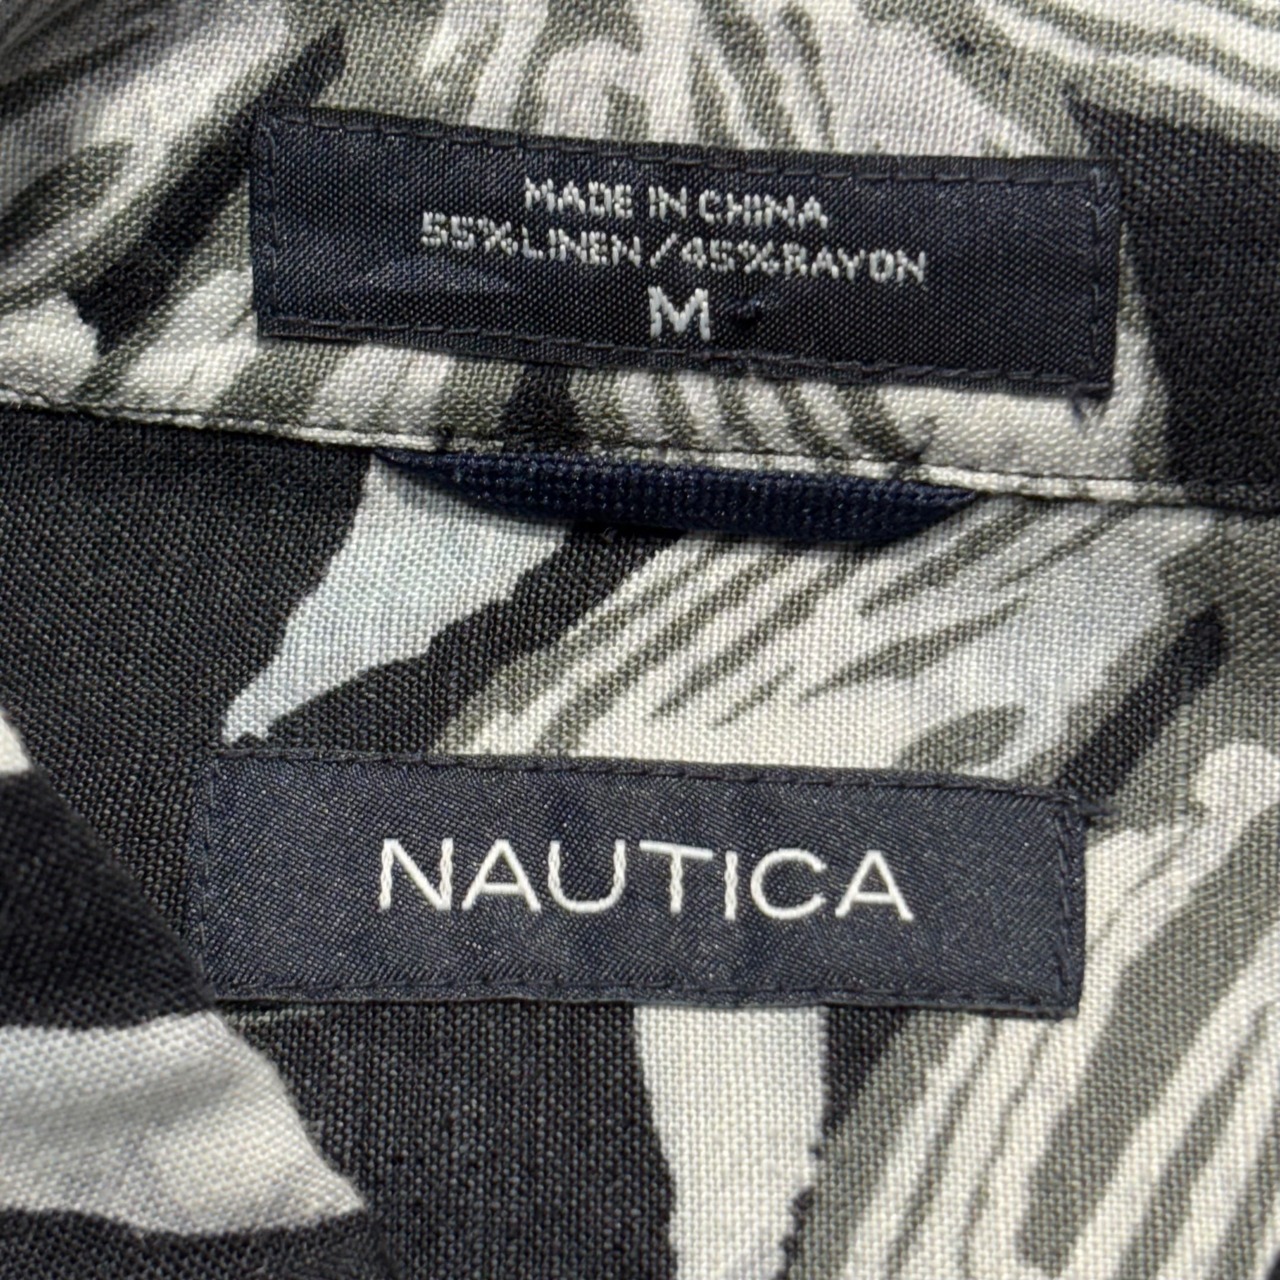 MADE IN CHINA
55% LINEN / 45% RAYON
M
NAUTICA